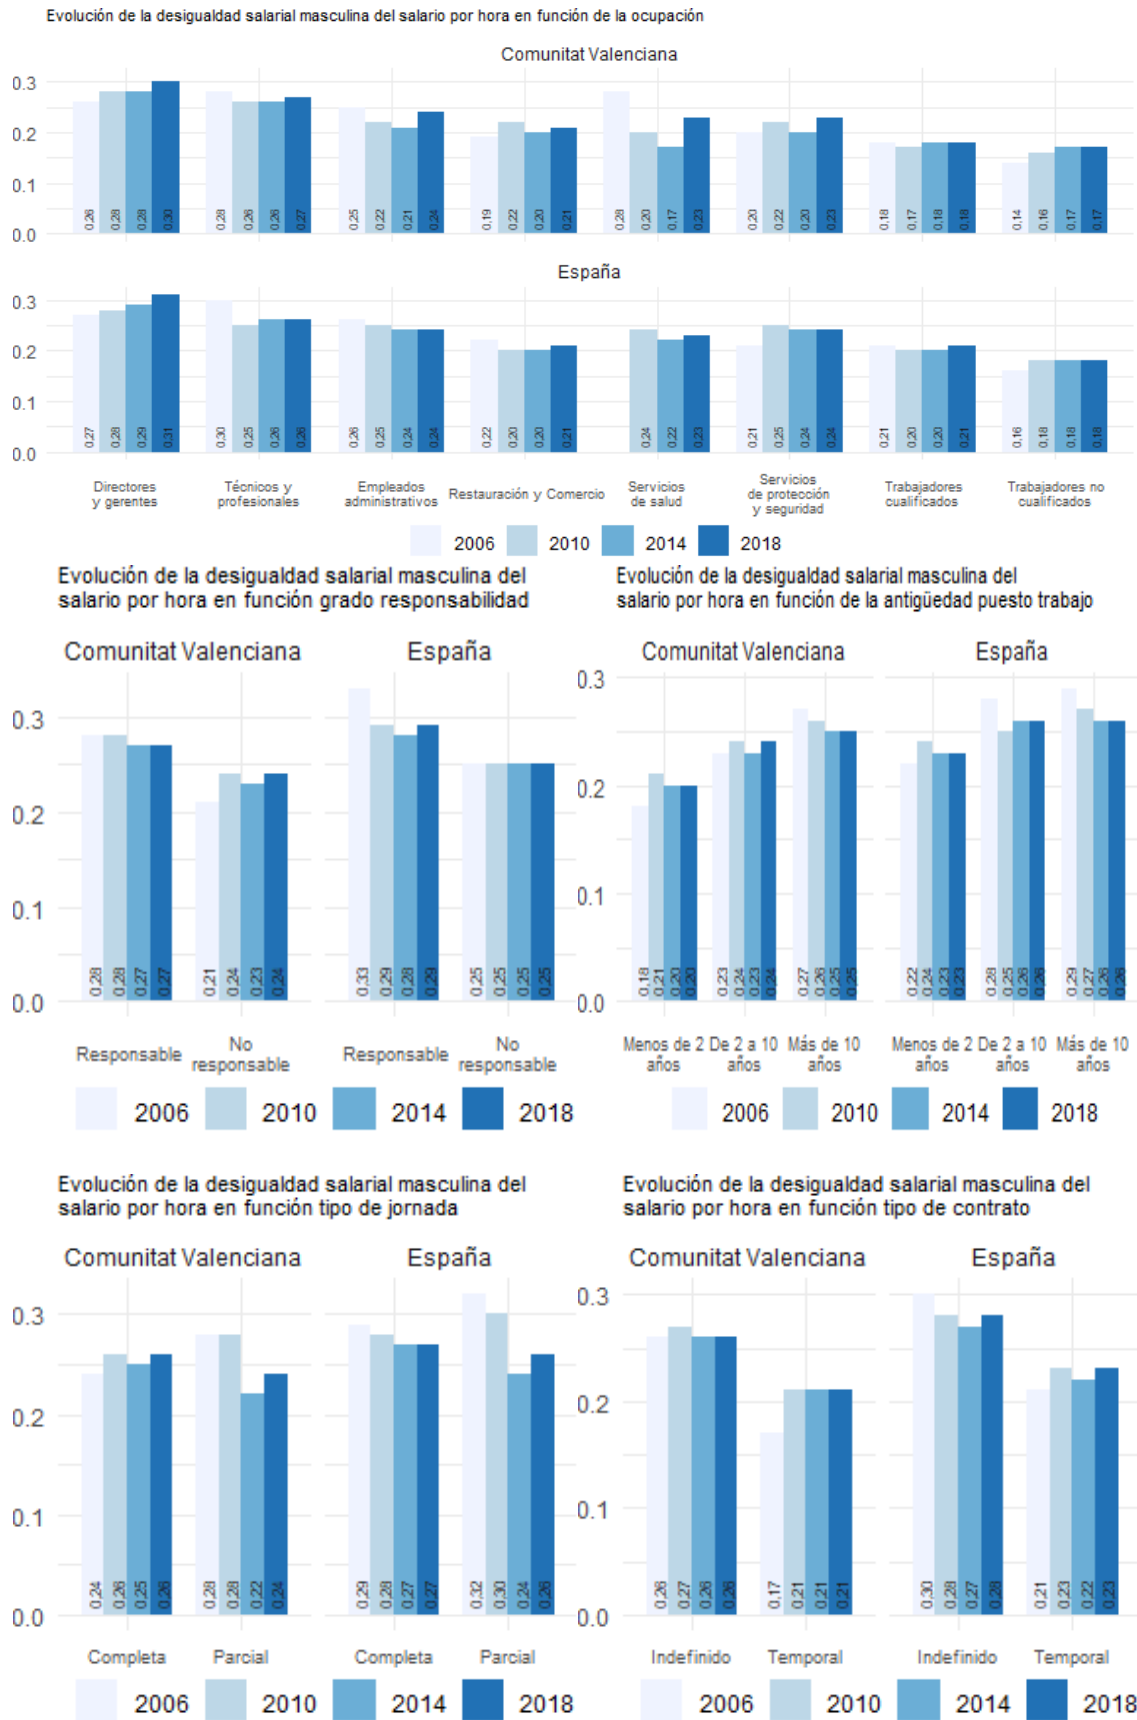 Evolución de la desigualdad salarial masculina del salario por hora en función de la ocupación
Comunitat Valenciana
0.3
0.2
0.1
0.0
0,26 0,28 0,28 0,30 0,28 0,26 0,26 0,27 0,25 0,22 0,21 0,24 0,19 0,22 0,20 0,21 0,28 0,20 0,17 0,23 0,20 0,22 0,20 0,23 0,18 0,17 0,18 0,18 0,14 0,16 0,17 0,17
España
0.3
0.2
0.1
0.0
0,27 0,28 0,29 0,31 0,30 0,25 0,26 0,26 0,26 0,25 0,24 0,24 0,22 0,20 0,20 0,21 0,24 0,22 0,23 0,21 0,25 0,24 0,24 0,21 0,20 0,20 0,21 0,16 0,18 0,18 0,18
Directores
y gerentes
Técnicos y
profesionales
Empleados
administrativos
Restauración y Comercio
Servicios
de salud
Servicios
de protección
y seguridad
Trabajadores
cualificados
Trabajadores no
cualificados
2006 2010 2014 2018
Evolución de la desigualdad salarial masculina del
salario por hora en función grado responsabilidad
Comunitat Valenciana España
0.3
0.2
0.1
0.0
0,28 0,28 0,27 0,27 0,21 0,24 0,23 0,24 0,33 0,29 0,28 0,29 0,25 0,25 0,25 0,25
Responsable
No
responsable
Responsable
No
responsable
2006 2010 2014 2018
Evolución de la desigualdad salarial masculina del
salario por hora en función de la antigüedad puesto trabajo
Comunitat Valenciana España
0.3
0.2
0.1
0.0
0,18 0,21 0,20 0,20 0,23 0,24 0,23 0,24 0,27 0,26 0,25 0,25 0,22 0,24 0,23 0,23 0,28 0,25 0,26 0,26 0,29 0,27 0,26 0,26
Menos de 2
años
De 2 a 10
años
Más de 10
años
Menos de 2
años
De 2 a 10
años
Más de 10
años
2006 2010 2014 2018
Evolución de la desigualdad salarial masculina del
salario por hora en función tipo de jornada
Comunitat Valenciana España
0.3
0.2
0.1
0.0
0,24 0,26 0,25 0,26 0,28 0,28 0,22 0,24 0,29 0,28 0,27 0,27 0,32 0,30 0,24 0,26
Completa Parcial Completa Parcial
2006 2010 2014 2018
Evolución de la desigualdad salarial masculina del
salario por hora en función tipo de contrato
Comunitat Valenciana España
0.3
0.2
0.1
0.0
0,26 0,27 0,26 0,26 0,17 0,21 0,21 0,21 0,30 0,28 0,27 0,28 0,21 0,23 0,22 0,23
Indefinido Temporal Indefinido Temporal
2006 2010 2014 2018